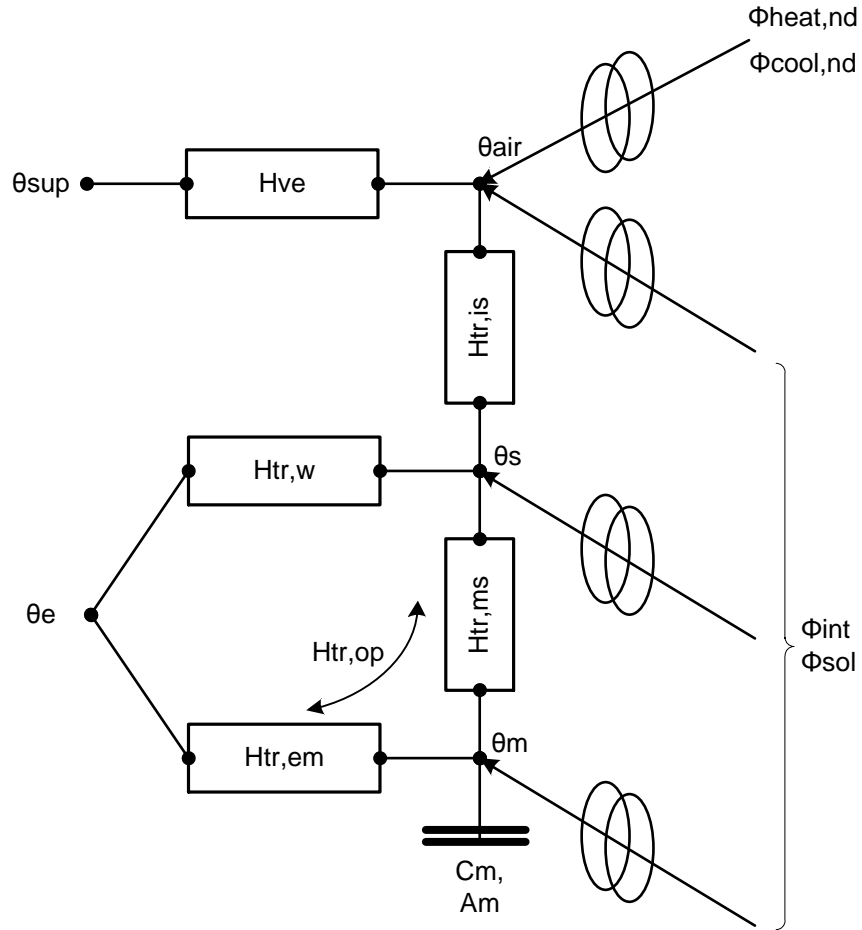 Φheat,nd
Φcool,nd
θair
θsup
Hve
Htr,is
Htr,w
θs
Htr,ms
θe
Htr,op
Φint
Φsol
Htr,em
θm
Cm,
Am